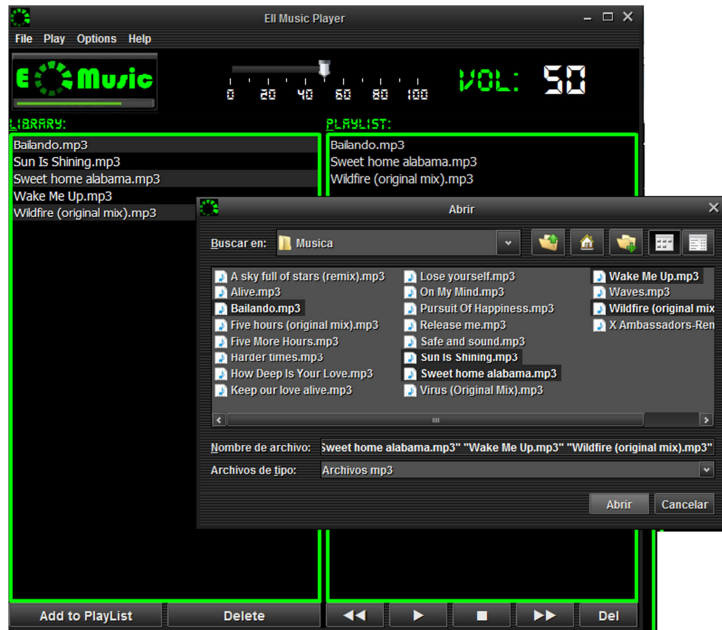 Ell Music Player
File Play Options Help
E Music
0 20 40 60 80 100
VOL: 50
LIBRARY:
Bailando.mp3
Sun Is Shining.mp3
Sweet home alabama.mp3
Wake Me Up.mp3
Wildfire (original mix).mp3
PLAYLIST:
Bailando.mp3
Sweet home alabama.mp3
Wildfire (original mix).mp3
Abrir
Buscar en: Musica
A sky full of stars (remix).mp3
Alive.mp3
Bailando.mp3
Five hours (original mix).mp3
Five More Hours.mp3
Harder times.mp3
How Deep Is Your Love.mp3
Keep our love alive.mp3
Lose yourself.mp3
On My Mind.mp3
Pursuit Of Happiness.mp3
Release me.mp3
Safe and sound.mp3
Sun Is Shining.mp3
Sweet home alabama.mp3
Virus (Original Mix).mp3
Wake Me Up.mp3
Waves.mp3
Wildfire (original mix
X Ambassadors-Ren
Nombre de archivo: Sweet home alabama.mp3" "Wake Me Up.mp3" "Wildfire (original mix).mp3"
Archivos de tipo: Archivos mp3
Abrir Cancelar
Add to PlayList Delete Del